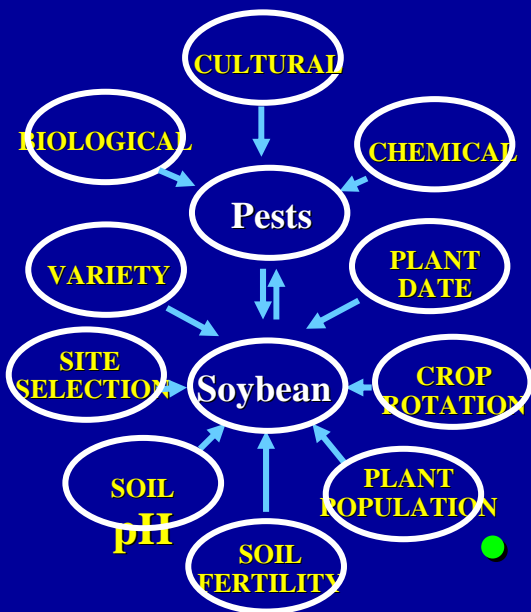 CULTURAL
BIOLOGICAL
CHEMICAL
Pests
VARIETY
PLANT
DATE
SITE
SELECTION
Soybean
CROP
ROTATION
SOIL
pH
PLANT
POPULATION
SOIL
FERTILITY